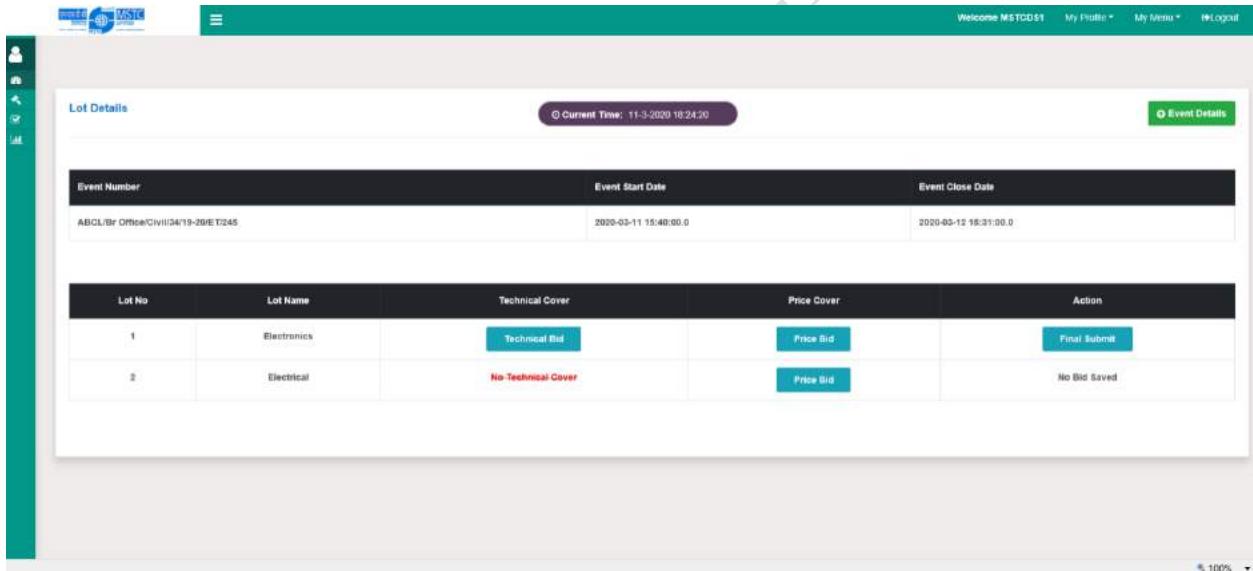 MSTC
Welcome MSTCDS1 My Profile My Menu Logout
Lot Details
Current Time: 11-3-2020 18:24:20
Event Details
Event Number Event Start Date Event Close Date
ABCL/Br Office/Civil/34/19-20/ET/245 2020-03-11 15:40:00.0 2020-03-12 16:31:00.0
Lot No Lot Name Technical Cover Price Cover Action
1 Electronics Technical Bid Price Bid Final Submit
2 Electrical No Technical Cover Price Bid No Bid Saved
100%